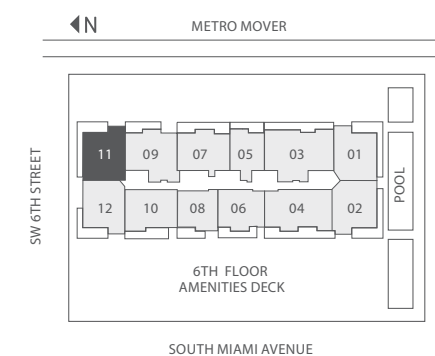 N
METRO MOVER
SW 6TH STREET
11 09 07 05 03 01
12 10 08 06 04 02
POOL
6TH FLOOR
AMENITIES DECK
SOUTH MIAMI AVENUE